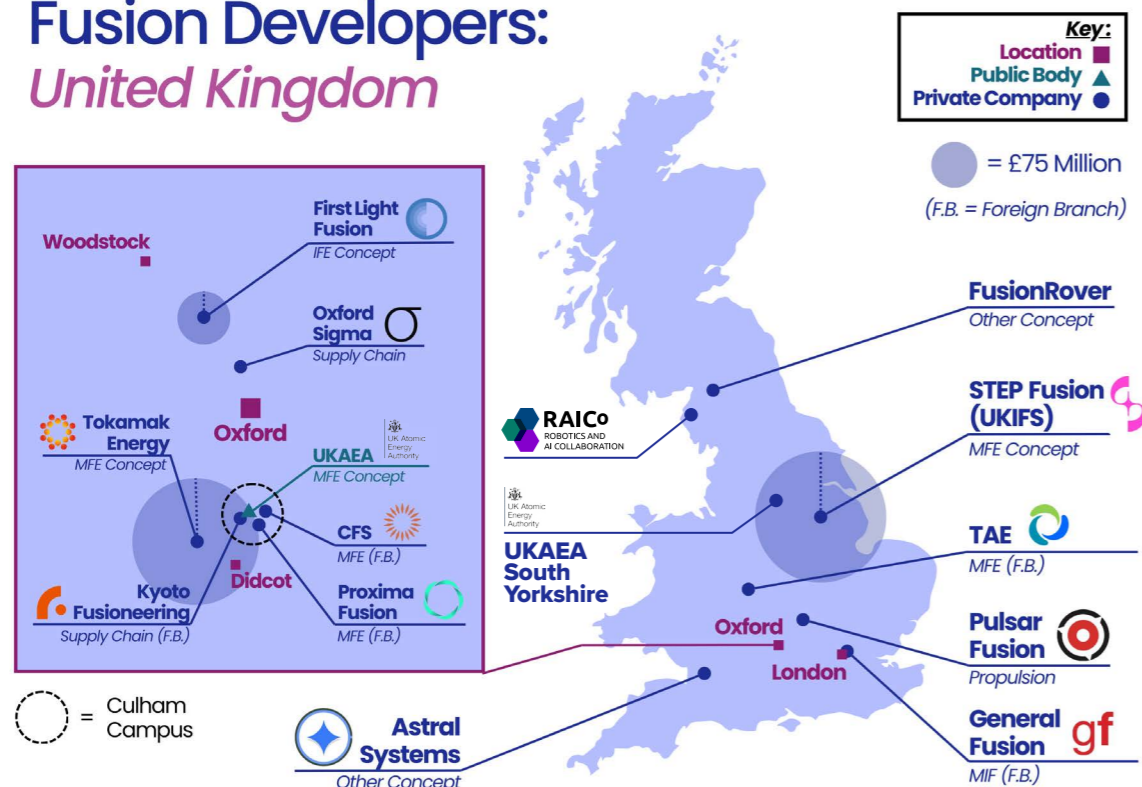 Fusion Developers:
United Kingdom
Key:
Location
Public Body
Private Company
= £75 Million
(F.B. = Foreign Branch)
Woodstock
First Light
Fusion
IFE Concept
Oxford
Sigma
Supply Chain
Oxford
Tokamak
Energy
MFE Concept
UKAEA
MFE Concept
UK Atomic
Energy
Authority
CFS
MFE (F.B.)
Didcot
Kyoto
Fusioneering
Supply Chain (F.B.)
Proxima
Fusion
MFE (F.B.)
= Culham
Campus
FusionRover
Other Concept
RAICo
ROBOTICS AND
AI COLLABORATION
STEP Fusion
(UKIFS)
MFE Concept
UK Atomic
Energy
Authority
UKAEA
South
Yorkshire
TAE
MFE (F.B.)
Oxford
London
Pulsar
Fusion
Propulsion
Astral
Systems
Other Concept
General
Fusion
gf
MIF (F.B.)